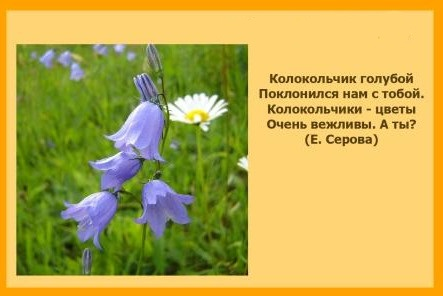 Колокольчик голубой
Поклонился нам с тобой.
Колокольчики - цветы
Очень вежливы. А ты?
(Е. Серова)